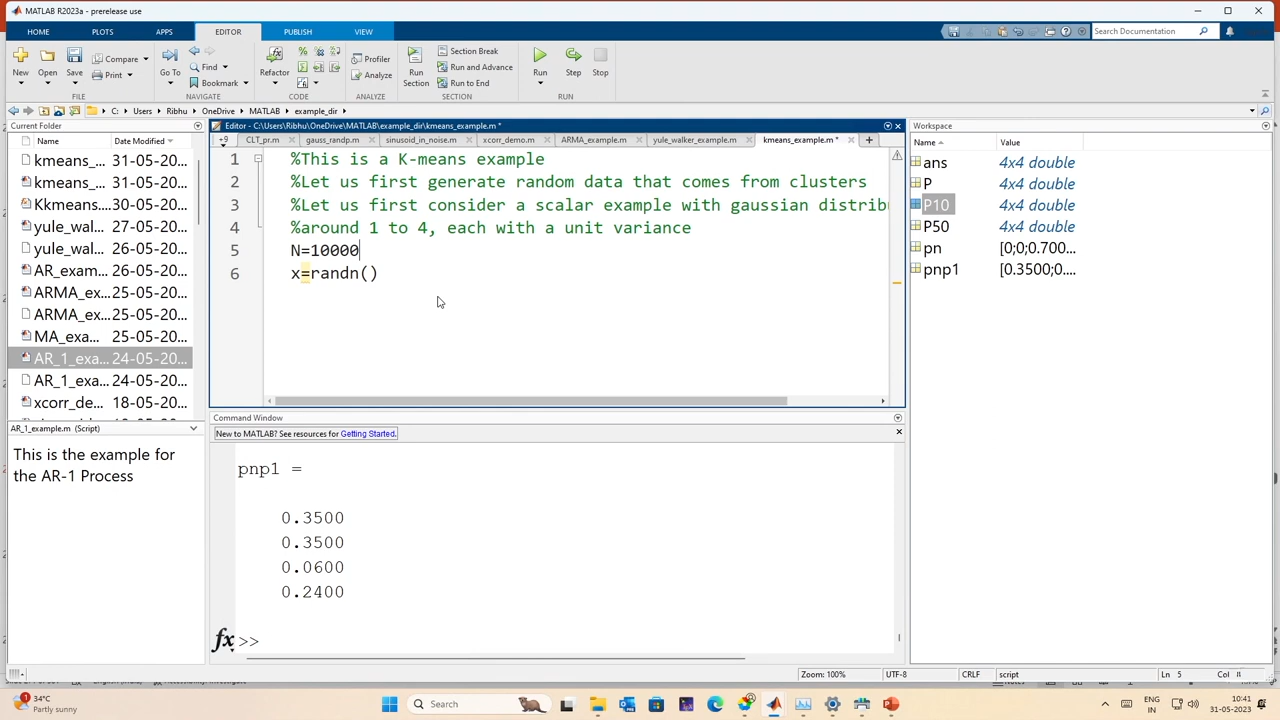 MATLAB R2023a - prerelease use
HOME
PLOTS
APPS
EDITOR
PUBLISH
VIEW
Search Documentation
New
Open
Save
Compare
Print
Go To
Find
Bookmark
Refactor
Profiler
Analyze
Run Section
Section Break
Run and Advance
Run to End
Run
Step
Stop
FILE
NAVIGATE
CODE
ANALYZE
SECTION
RUN
C: Users Ribhu OneDrive MATLAB example_dir
Current Folder
Name Date Modified
kmeans_... 31-05-20...
kmeans_... 31-05-20...
Kkmeans... 30-05-20...
yule_wal... 27-05-20...
yule_wal... 26-05-20...
AR_exam... 26-05-20...
ARMA_ex... 25-05-20...
ARMA_ex... 25-05-20...
MA_exa... 25-05-20...
AR_1_exa... 24-05-20...
AR_1_exa... 24-05-20...
xcorr_de... 18-05-20...
AR_1_example.m (Script)
This is the example for
the AR-1 Process
Editor - C:\Users\Ribhu\OneDrive\MATLAB\example_dir\kmeans_example.m *
+9 CLT_pr.m gauss_randp.m sinusoid_in_noise.m xcorr_demo.m ARMA_example.m yule_walker_example.m kmeans_example.m *
1 %This is a K-means example
2 %Let us first generate random data that comes from clusters
3 %Let us first consider a scalar example with gaussian distribu
4 %around 1 to 4, each with a unit variance
5 N=10000
6 x=randn()
Command Window
New to MATLAB? See resources for Getting Started.
pnp1 =
0.3500
0.3500
0.0600
0.2400
fx >>
Workspace
Name Value
ans 4x4 double
P 4x4 double
P10 4x4 double
P50 4x4 double
pn [0;0;0.700...
pnp1 [0.3500;0....
Zoom: 100% UTF-8 CRLF script Ln 5 Col 8
34°C
Partly sunny
Search
ENG
IN
10:41
31-05-2023